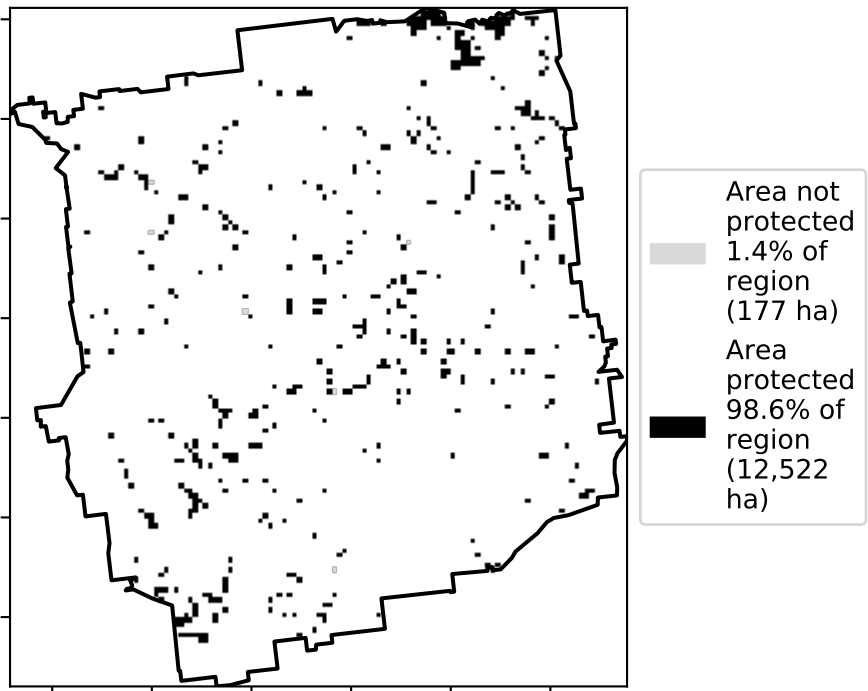 Area not
protected
1.4% of
region
(177 ha)
Area
protected
98.6% of
region
(12,522
ha)